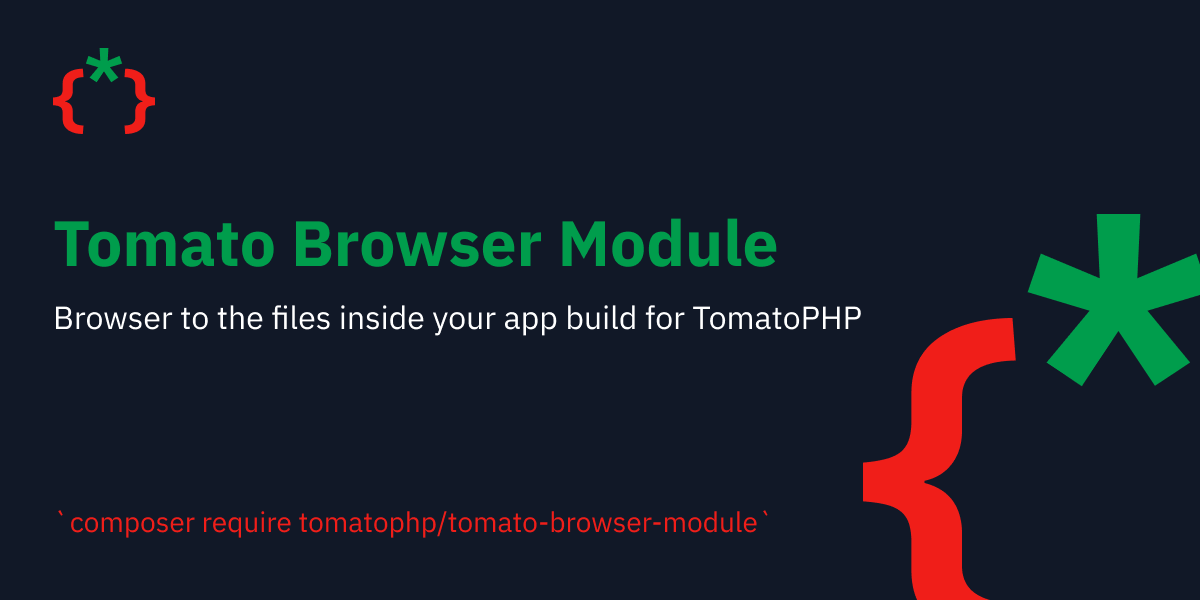 {*}
Tomato Browser Module
Browser to the files inside your app build for TomatoPHP
`composer require tomatophp/tomato-browser-module`
{*